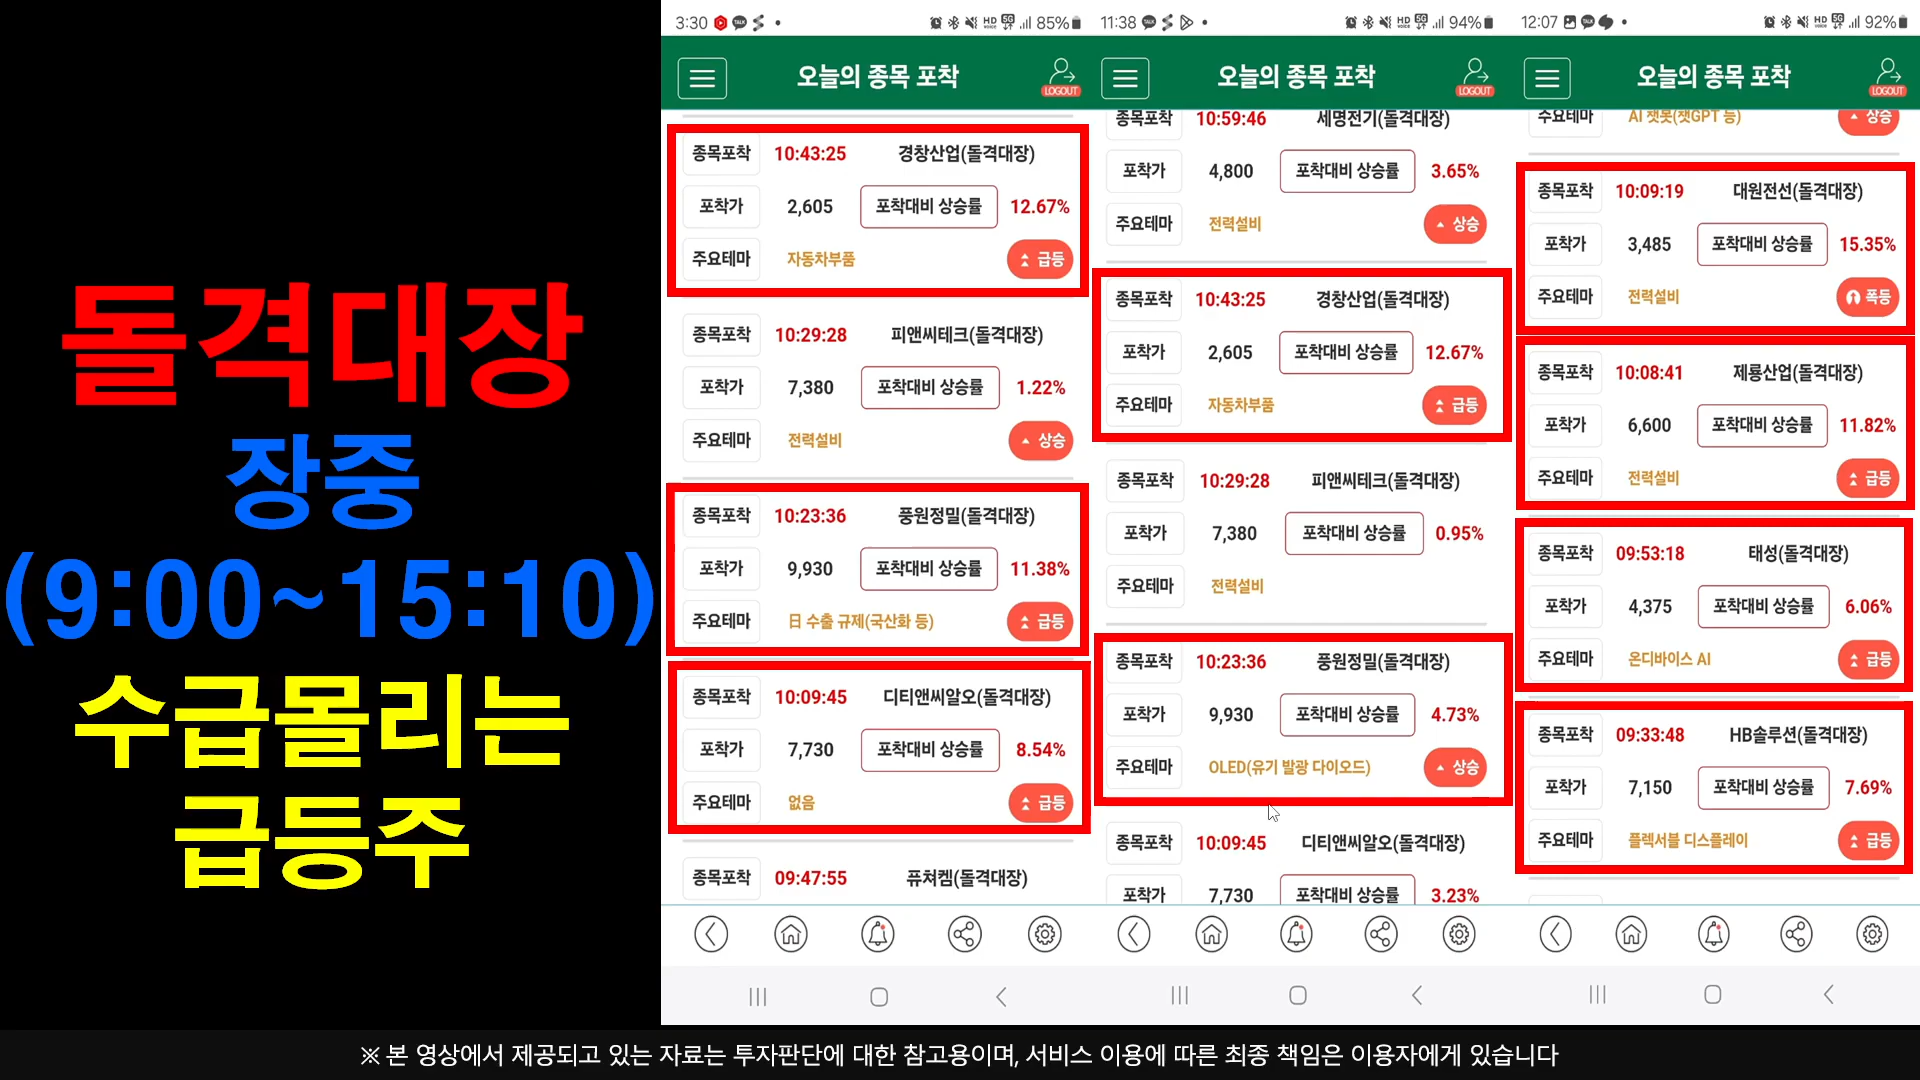 돌격대장
장중
(9:00~15:10)
수급몰리는
급등주
3:30 85%
오늘의 종목 포착
LOGOUT
종목포착 10:43:25 경창산업(돌격대장)
포착가 2,605 포착대비 상승률 12.67%
주요테마 자동차부품 급등
종목포착 10:29:28 피앤씨테크(돌격대장)
포착가 7,380 포착대비 상승률 1.22%
주요테마 전력설비 상승
종목포착 10:23:36 풍원정밀(돌격대장)
포착가 9,930 포착대비 상승률 11.38%
주요테마 日 수출 규제(국산화 등) 급등
종목포착 10:09:45 디티앤씨알오(돌격대장)
포착가 7,730 포착대비 상승률 8.54%
주요테마 없음 급등
종목포착 09:47:55 퓨쳐켐(돌격대장)
11:38 94%
오늘의 종목 포착
LOGOUT
종목포착 10:59:46 세명전기(돌격대장)
포착가 4,800 포착대비 상승률 3.65%
주요테마 전력설비 상승
종목포착 10:43:25 경창산업(돌격대장)
포착가 2,605 포착대비 상승률 12.67%
주요테마 자동차부품 급등
종목포착 10:29:28 피앤씨테크(돌격대장)
포착가 7,380 포착대비 상승률 0.95%
주요테마 전력설비
종목포착 10:23:36 풍원정밀(돌격대장)
포착가 9,930 포착대비 상승률 4.73%
주요테마 OLED(유기 발광 다이오드) 상승
종목포착 10:09:45 디티앤씨알오(돌격대장)
포착가 7,730 포착대비 상승률 3.23%
12:07 92%
오늘의 종목 포착
LOGOUT
주요테마 AI 챗봇(챗GPT 등) 상승
종목포착 10:09:19 대원전선(돌격대장)
포착가 3,485 포착대비 상승률 15.35%
주요테마 전력설비 폭등
종목포착 10:08:41 제룡산업(돌격대장)
포착가 6,600 포착대비 상승률 11.82%
주요테마 전력설비 급등
종목포착 09:53:18 태성(돌격대장)
포착가 4,375 포착대비 상승률 6.06%
주요테마 온디바이스 AI 급등
종목포착 09:33:48 HB솔루션(돌격대장)
포착가 7,150 포착대비 상승률 7.69%
주요테마 플렉서블 디스플레이 급등
※ 본 영상에서 제공되고 있는 자료는 투자판단에 대한 참고용이며, 서비스 이용에 따른 최종 책임은 이용자에게 있습니다